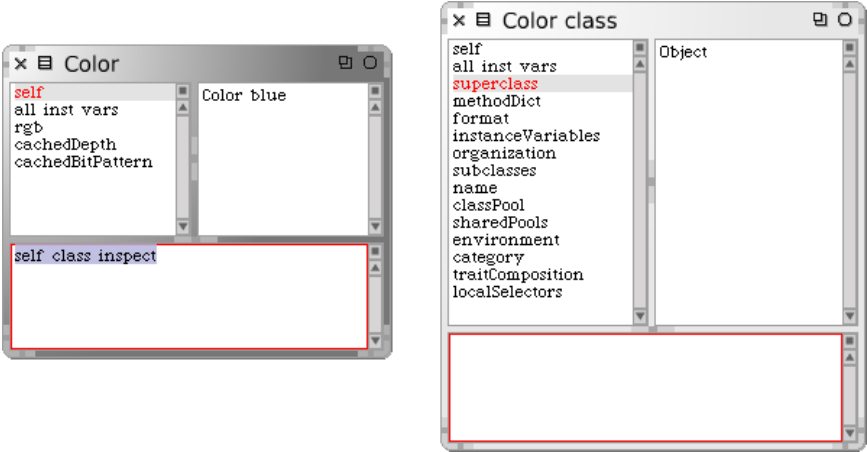 Color
self
all inst vars
rgb
cachedDepth
cachedBitPattern
Color blue
self class inspect
Color class
self
all inst vars
superclass
methodDict
format
instanceVariables
organization
subclasses
name
classPool
sharedPools
environment
category
traitComposition
localSelectors
Object